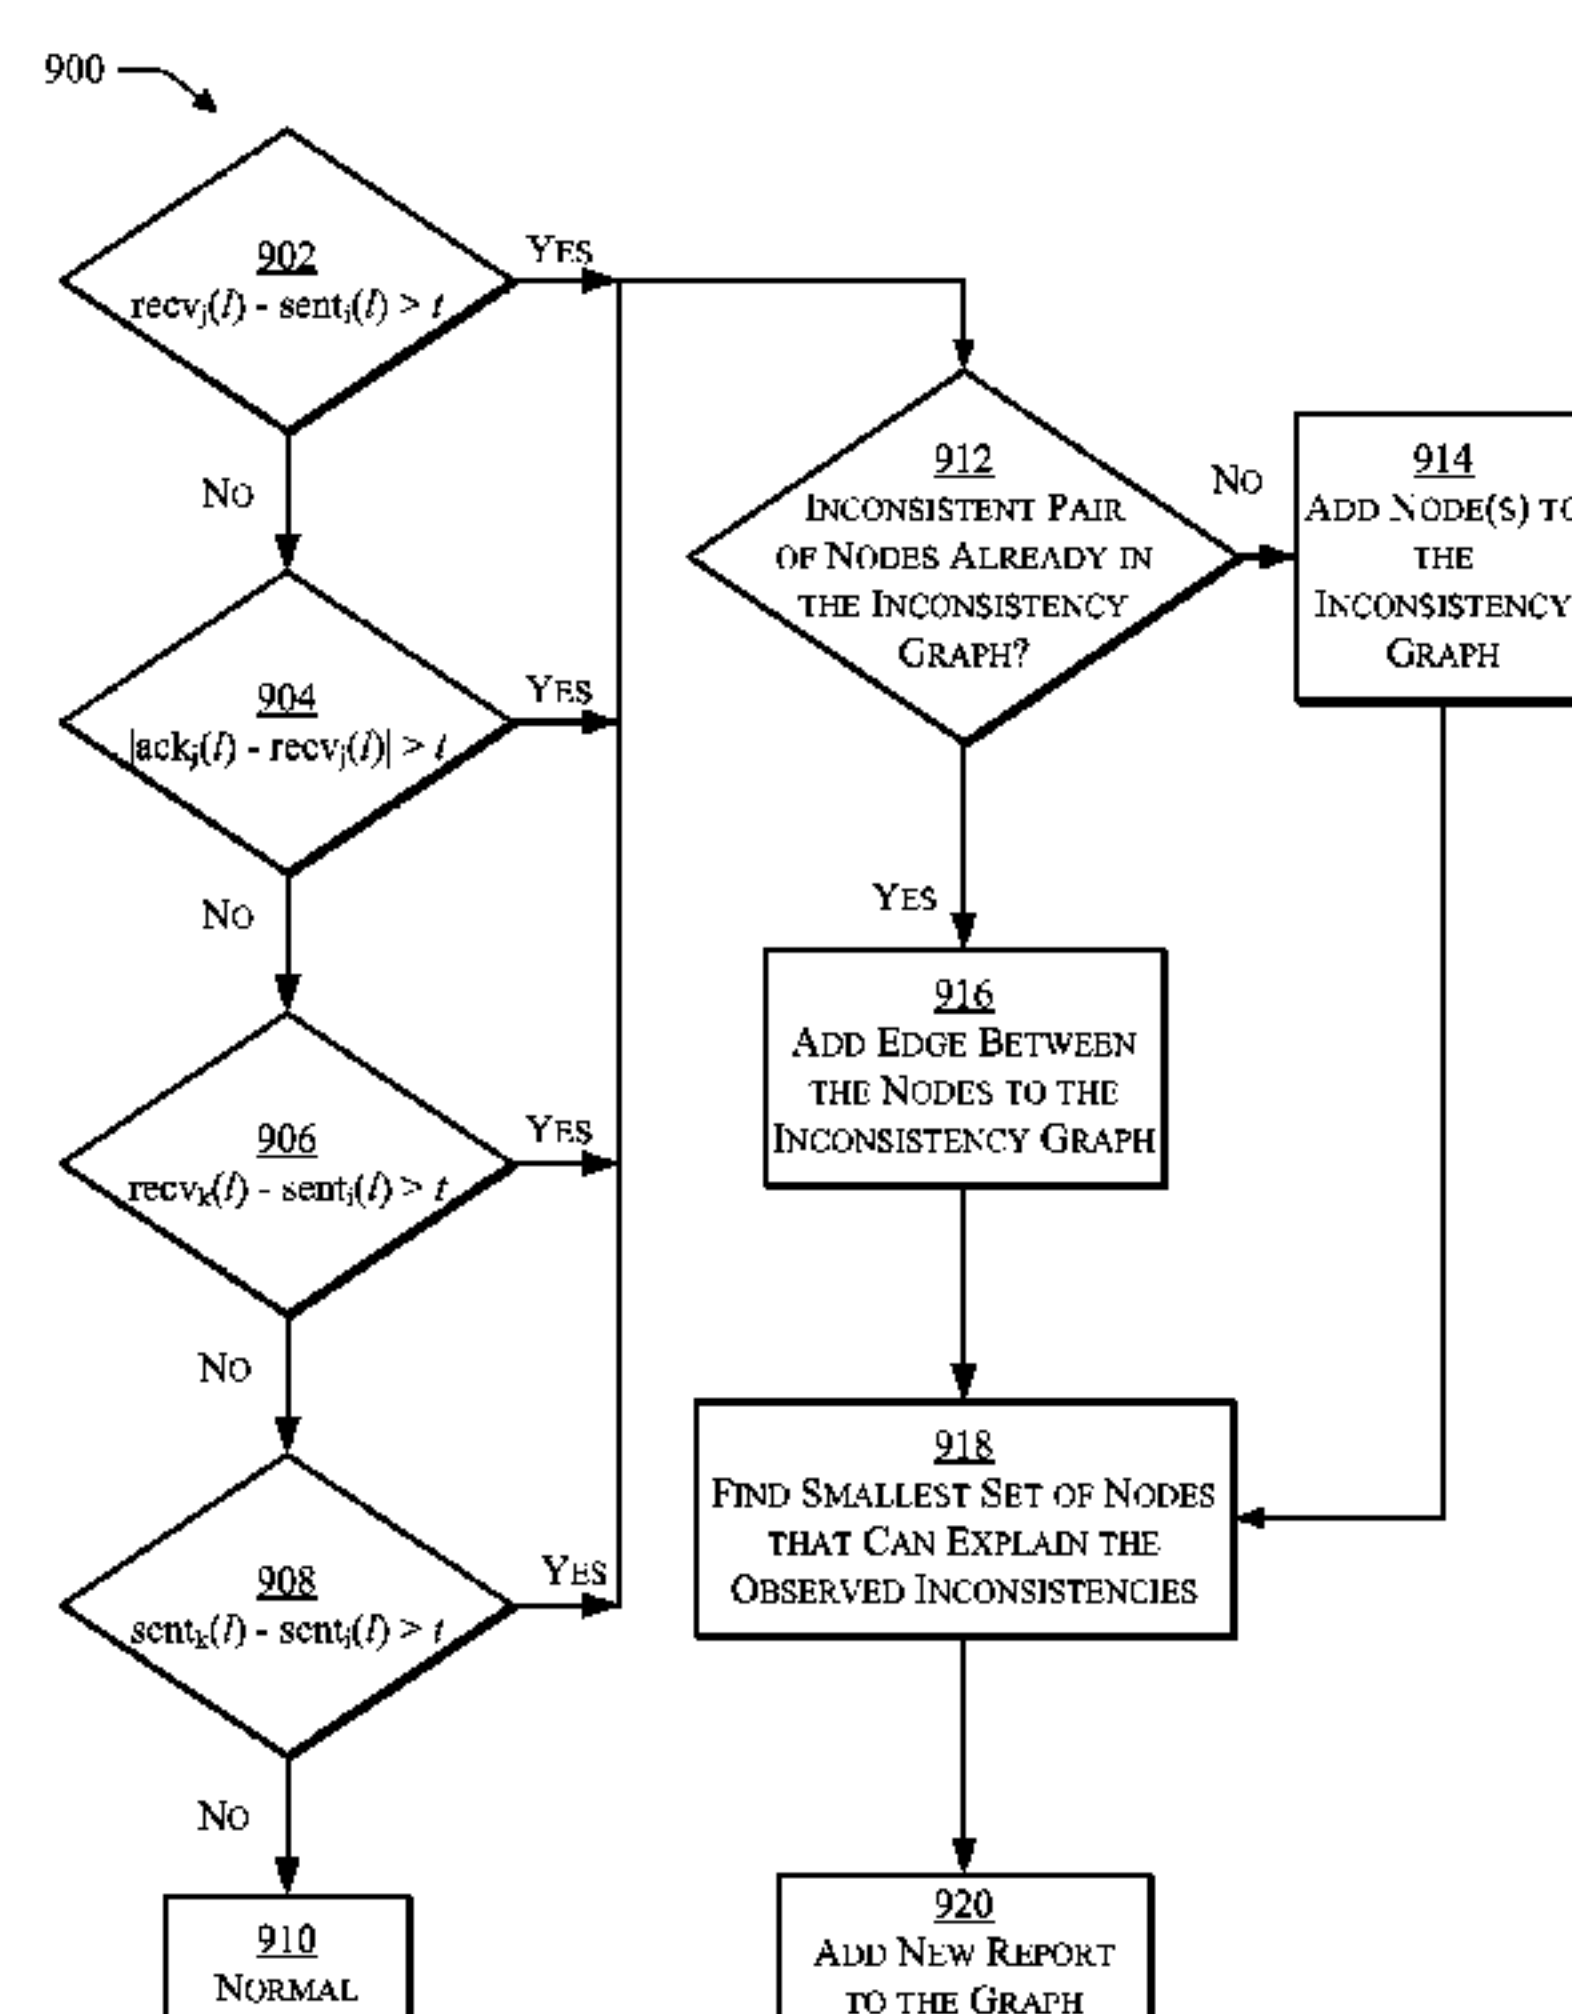 900
902
recvj(l) - senti(l) > t
YES
NO
904
|ackj(l) - recvj(l)| > t
YES
NO
906
recvk(l) - senti(l) > t
YES
NO
908
sentk(l) - senti(l) > t
YES
NO
910
NORMAL
912
INCONSISTENT PAIR
OF NODES ALREADY IN
THE INCONSISTENCY
GRAPH?
NO
914
ADD NODE(S) TO
THE
INCONSISTENCY
GRAPH
YES
916
ADD EDGE BETWEEN
THE NODES TO THE
INCONSISTENCY GRAPH
918
FIND SMALLEST SET OF NODES
THAT CAN EXPLAIN THE
OBSERVED INCONSISTENCIES
920
ADD NEW REPORT
TO THE GRAPH